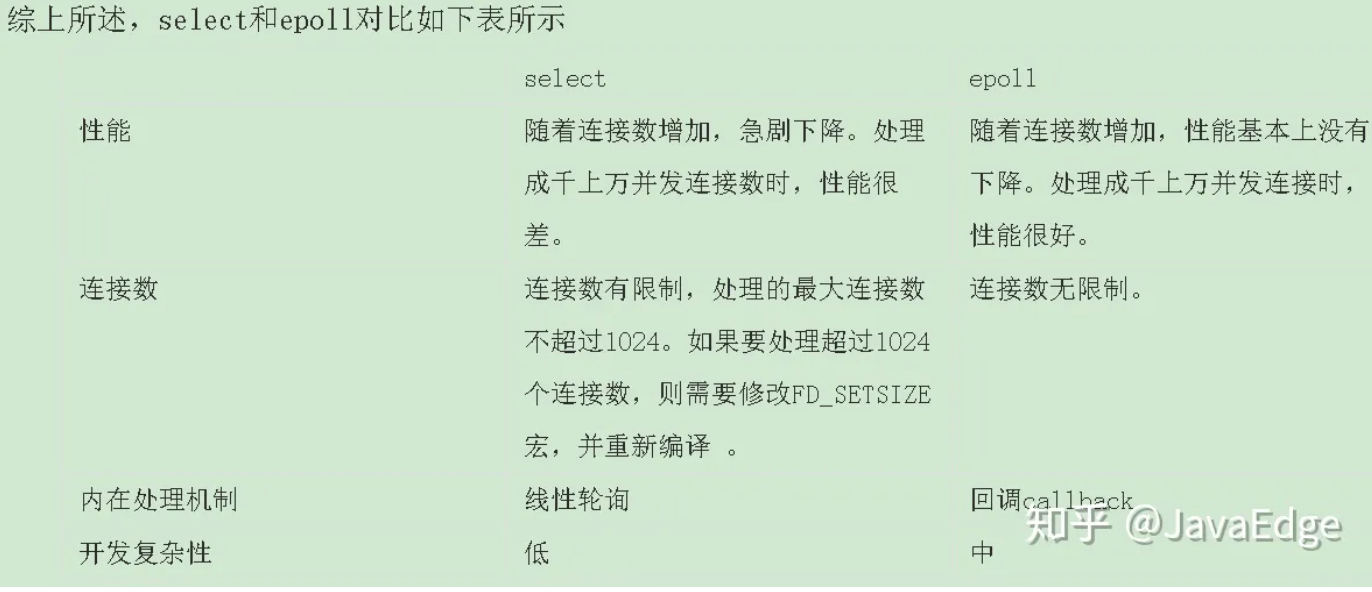 综上所述，select和epoll对比如下表所示
select
epoll
性能
随着连接数增加，急剧下降。处理
成千上万并发连接数时，性能很
差。
随着连接数增加，性能基本上没有
下降。处理成千上万并发连接时，
性能很好。
连接数
连接数有限制，处理的最大连接数
不超过1024。如果要处理超过1024
个连接数，则需要修改FD_SETSIZE
宏，并重新编译 。
连接数无限制。
内在处理机制
线性轮询
回调callback
开发复杂性
低
中
知乎 @JavaEdge